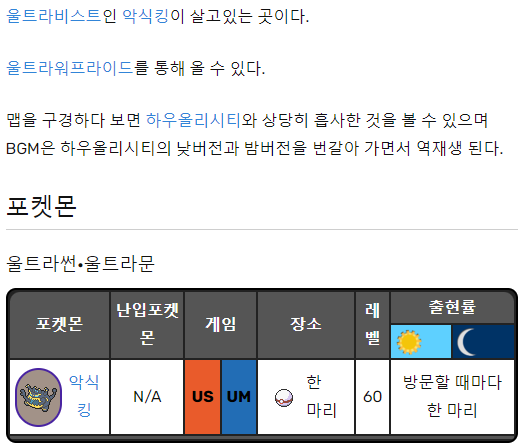 울트라비스트인 악식킹이 살고있는 곳이다.
울트라워프라이드를 통해 올 수 있다.
맵을 구경하다 보면 하우올리시티와 상당히 흡사한 것을 볼 수 있으며
BGM은 하우올리시티의 낮버전과 밤버전을 번갈아 가면서 역재생 된다.
포켓몬
울트라썬•울트라문
포켓몬 난입포켓몬 게임 장소 레벨 출현률
악식킹 N/A US UM 한 마리 60 방문할 때마다 한 마리